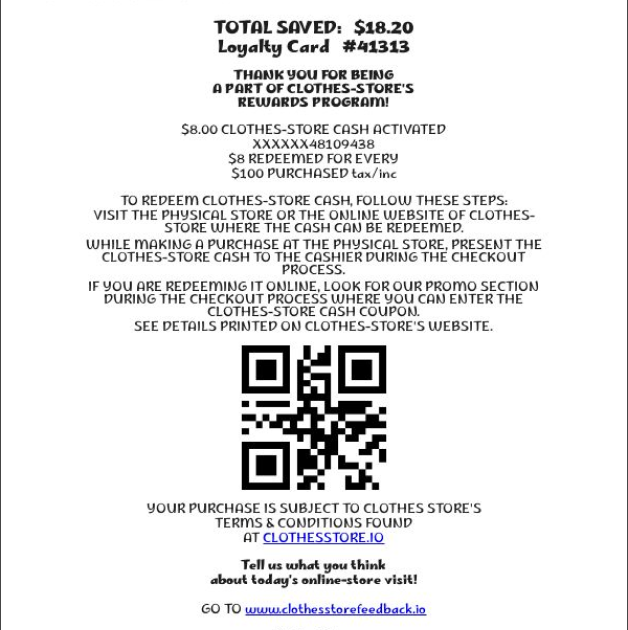 TOTAL SAVED: $18.20
Loyalty Card #41313
THANK YOU FOR BEING
A PART OF CLOTHES-STORE'S
REWARDS PROGRAM!
$8.00 CLOTHES-STORE CASH ACTIVATED
XXXXXX48109438
$8 REDEEMED FOR EVERY
$100 PURCHASED tax/inc
TO REDEEM CLOTHES-STORE CASH, FOLLOW THESE STEPS:
VISIT THE PHYSICAL STORE OR THE ONLINE WEBSITE OF CLOTHES-
STORE WHERE THE CASH CAN BE REDEEMED.
WHILE MAKING A PURCHASE AT THE PHYSICAL STORE, PRESENT THE
CLOTHES-STORE CASH TO THE CASHIER DURING THE CHECKOUT
PROCESS.
IF YOU ARE REDEEMING IT ONLINE, LOOK FOR OUR PROMO SECTION
DURING THE CHECKOUT PROCESS WHERE YOU CAN ENTER THE
CLOTHES-STORE CASH COUPON.
SEE DETAILS PRINTED ON CLOTHES-STORE'S WEBSITE.
YOUR PURCHASE IS SUBJECT TO CLOTHES STORE'S
TERMS & CONDITIONS FOUND
AT CLOTHESSTORE.IO
Tell us what you think
about today's online-store visit!
GO TO www.clothesstorefeedback.io